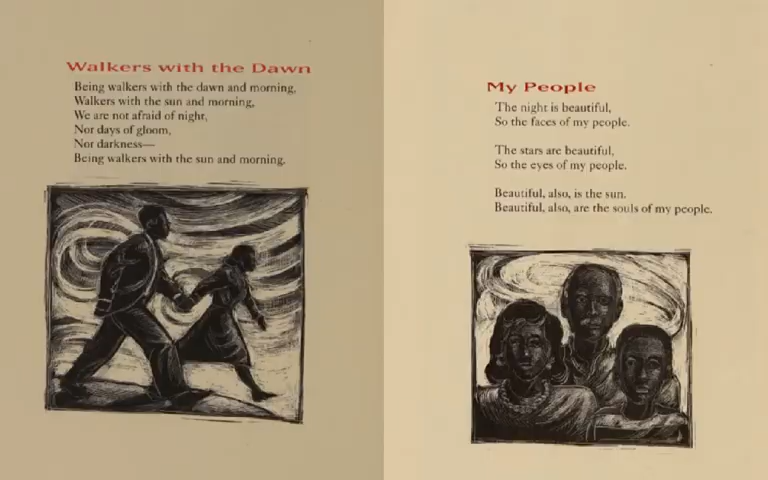 Walkers with the Dawn
Being walkers with the dawn and morning,
Walkers with the sun and morning,
We are not afraid of night,
Nor days of gloom,
Nor darkness—
Being walkers with the sun and morning.
My People
The night is beautiful,
So the faces of my people.
The stars are beautiful,
So the eyes of my people.
Beautiful, also, is the sun.
Beautiful, also, are the souls of my people.